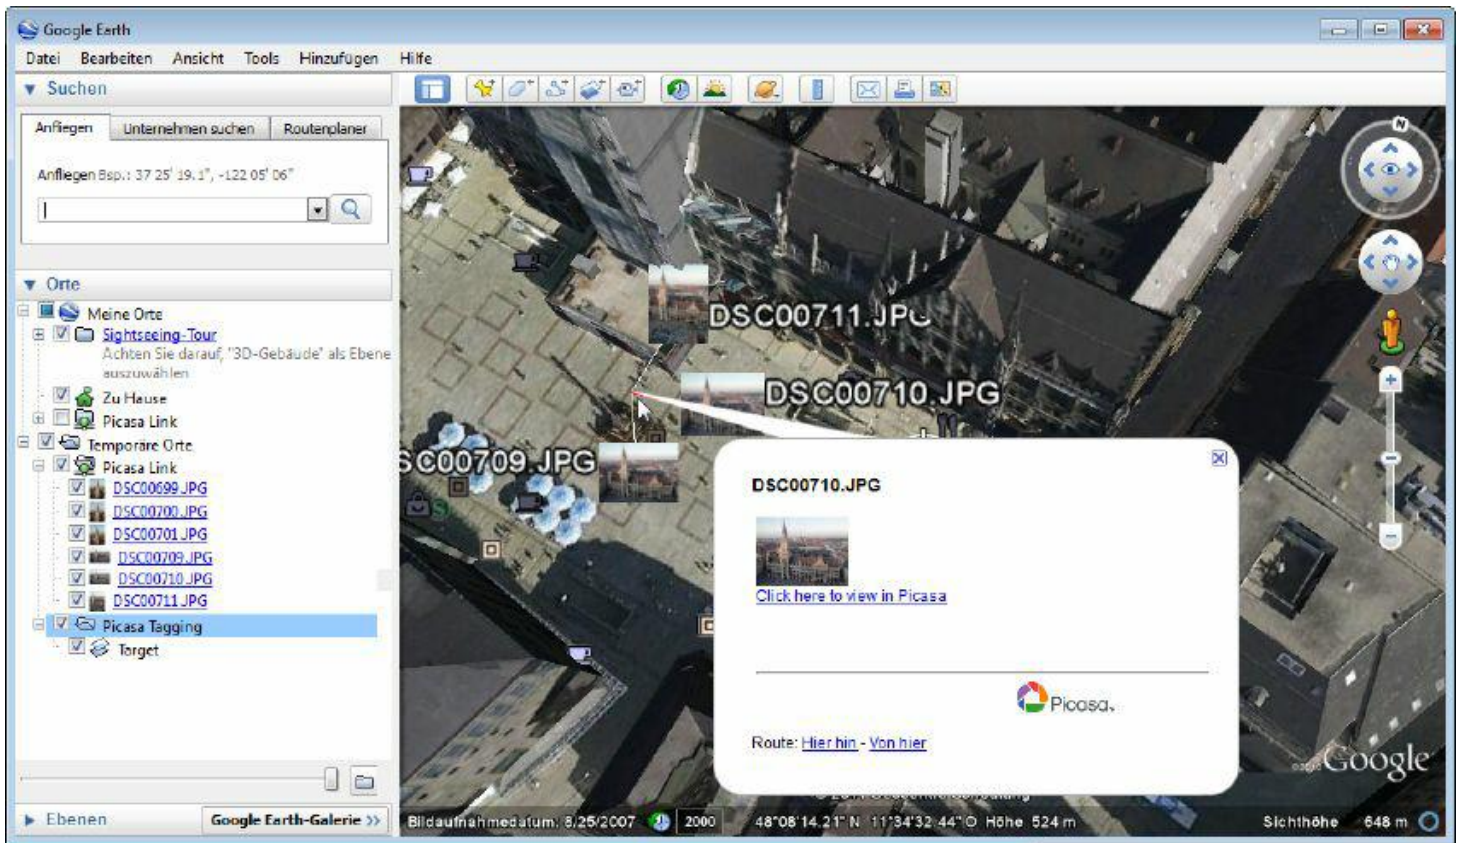 Google Earth
Datei Bearbeiten Ansicht Tools Hinzufügen Hilfe
Suchen
Anfliegen Unternehmen suchen Routenplaner
Anfliegen Bsp.: 37 25' 19.1", -122 05' 06"
Orte
Meine Orte
Sightseeing-Tour
Achten Sie darauf, "3D-Gebäude" als Ebene
auszuwählen
Zu Hause
Picasa Link
Temporäre Orte
Picasa Link
DSC00699.JPG
DSC00700.JPG
DSC00701.JPG
DSC00709.JPG
DSC00710.JPG
DSC00711.JPG
Picasa Tagging
Target
Ebenen
Google Earth-Galerie >>
N
DSC00711.JPG
DSC00710.JPG
SC00709.JPG
DSC00710.JPG
Click here to view in Picasa
Picasa
Route: Hier hin - Von hier
Google
Bildaufnahmedatum: 8/25/2007 2000 48°08'14.21" N 11°34'32.44" O Höhe 524 m Sichthöhe 648 m